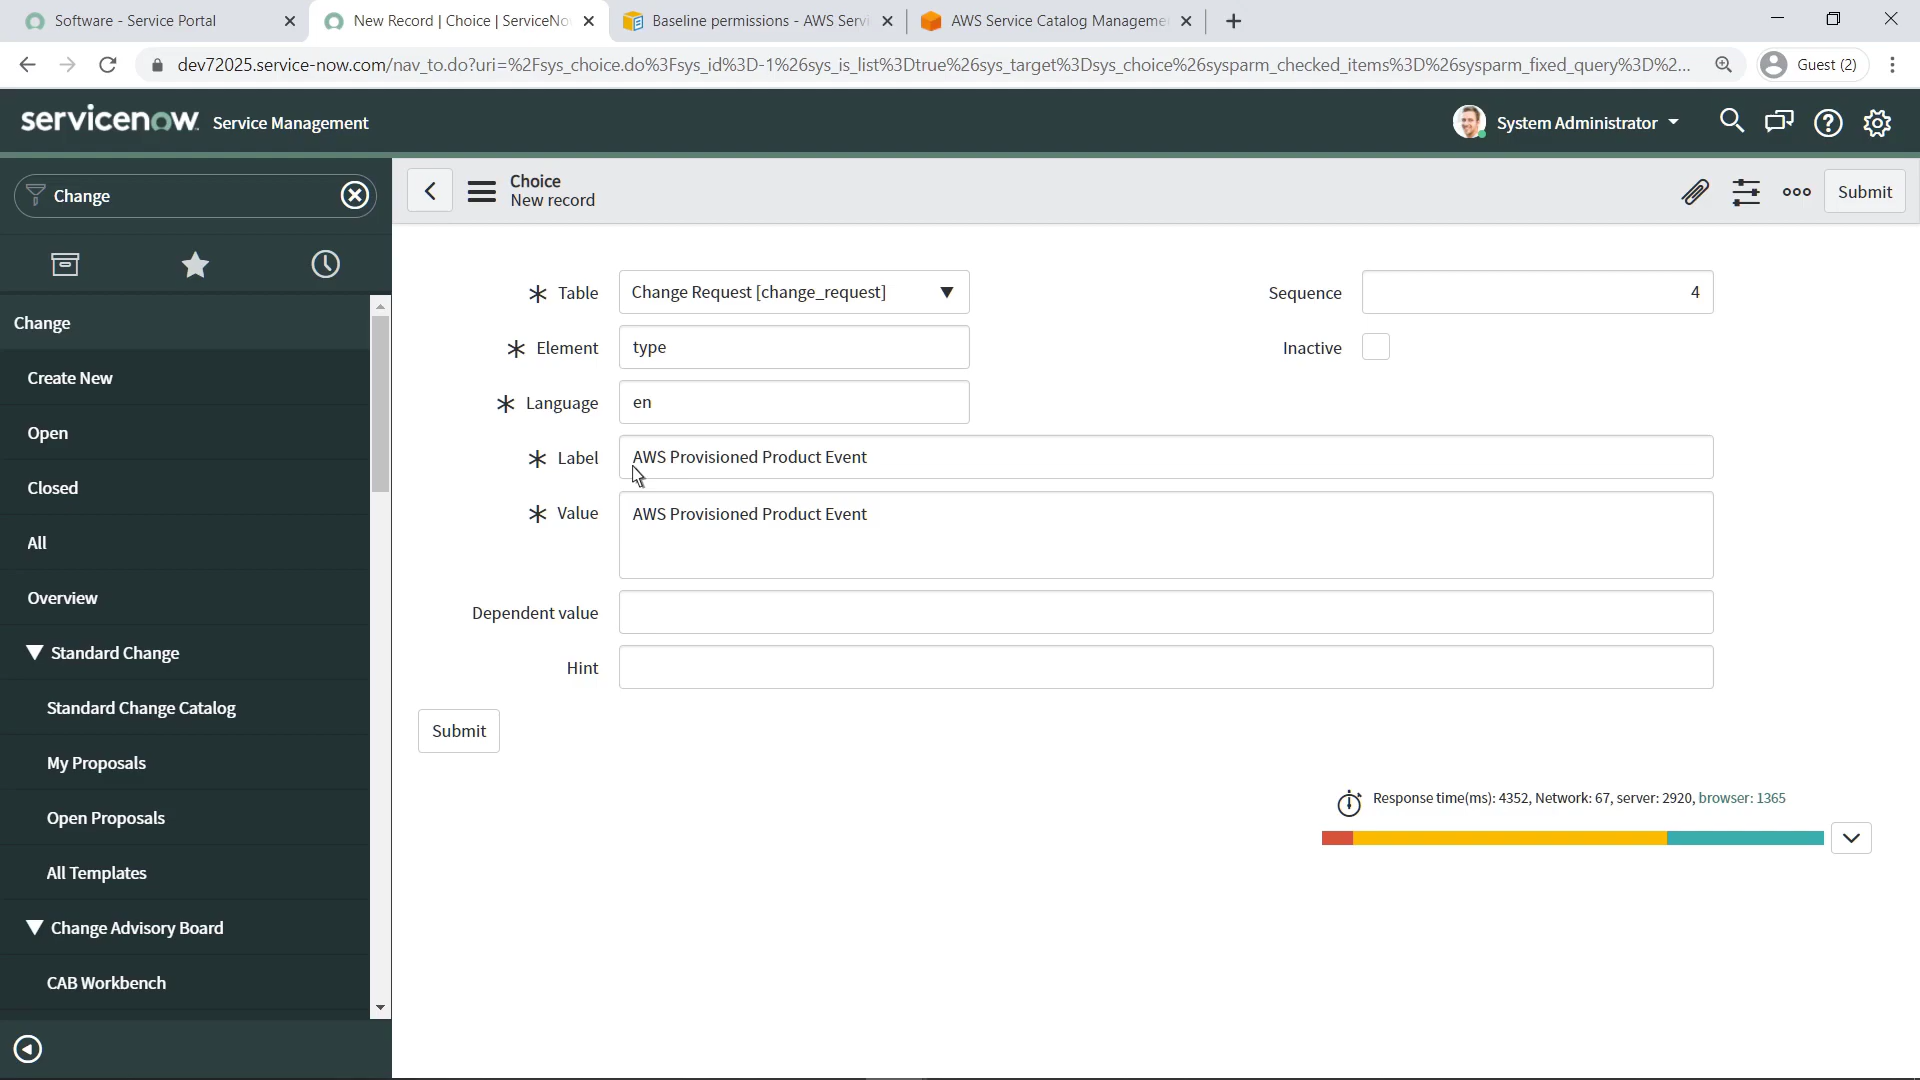 Software - Service Portal
New Record | Choice | ServiceNo
Baseline permissions - AWS Servi
AWS Service Catalog Manageme
dev72025.service-now.com/nav_to.do?uri=%2Fsys_choice.do%3Fsys_id%3D-1%26sys_is_list%3Dtrue%26sys_target%3Dsys_choice%26sysparm_checked_items%3D%26sysparm_fixed_query%3D%2...
Guest (2)
servicenow Service Management
System Administrator
Change
Choice
New record
Submit
Change
Create New
Open
Closed
All
Overview
Standard Change
Standard Change Catalog
My Proposals
Open Proposals
All Templates
Change Advisory Board
CAB Workbench
Table Change Request [change_request]
Sequence 4
Element type
Inactive
Language en
Label AWS Provisioned Product Event
Value AWS Provisioned Product Event
Dependent value
Hint
Submit
Response time(ms): 4352, Network: 67, server: 2920, browser: 1365